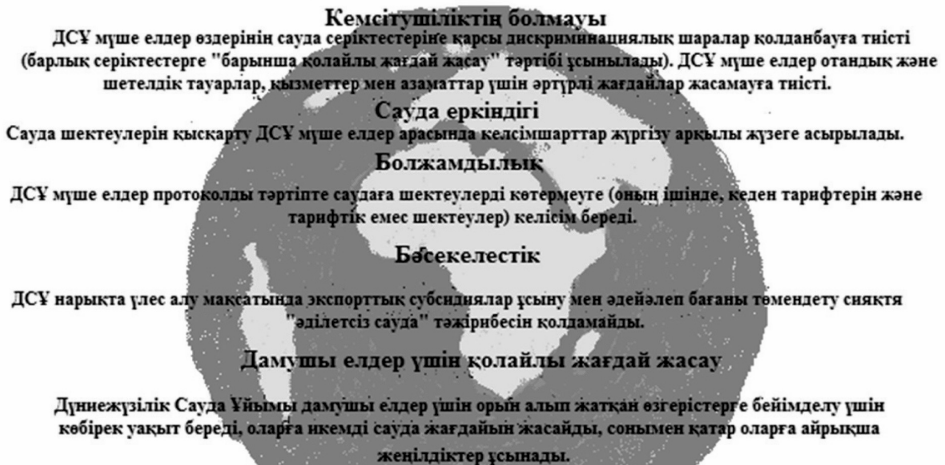 Кемсітушіліктің болмауы
ДСҰ мүше елдер өздерінің сауда серіктестеріне қарсы дискриминациялық шаралар қолданбауға тиісті
(барлық серіктестерге "барынша қолайлы жағдай жасау" тәртібі ұсынылады). ДСҰ мүше елдер отандық және
шетелдік тауарлар, қызметтер мен азаматтар үшін әртүрлі жағдайлар жасамауға тиісті.
Сауда еркіндігі
Сауда шектеулерін қысқарту ДСҰ мүше елдер арасында келсімшарттар жүргізу арқылы жүзеге асырылады.
Болжамдылық
ДСҰ мүше елдер протоколды тәртіпте саудаға шектеулерді көтермеуге (оның ішінде, кеден тарифтерін және
тарифтік емес шектеулер) келісім береді.
Бәсекелестік
ДСҰ нарықта үлес алу мақсатында экспорттық субсидиялар ұсыну мен әдейәлеп бағаны төмендету сияқтя
"әділетсіз сауда" тәжірибесін қолдамайды.
Дамушы елдер үшін қолайлы жағдай жасау
Дүниежүзілік Сауда Ұйымы дамушы елдер үшін орын алып жатқан өзгерістерге бейімделу үшін
көбірек уақыт береді, оларға икемді сауда жағдайын жасайды, сонымен қатар оларға айрықша
жеңілдіктер ұсынады.